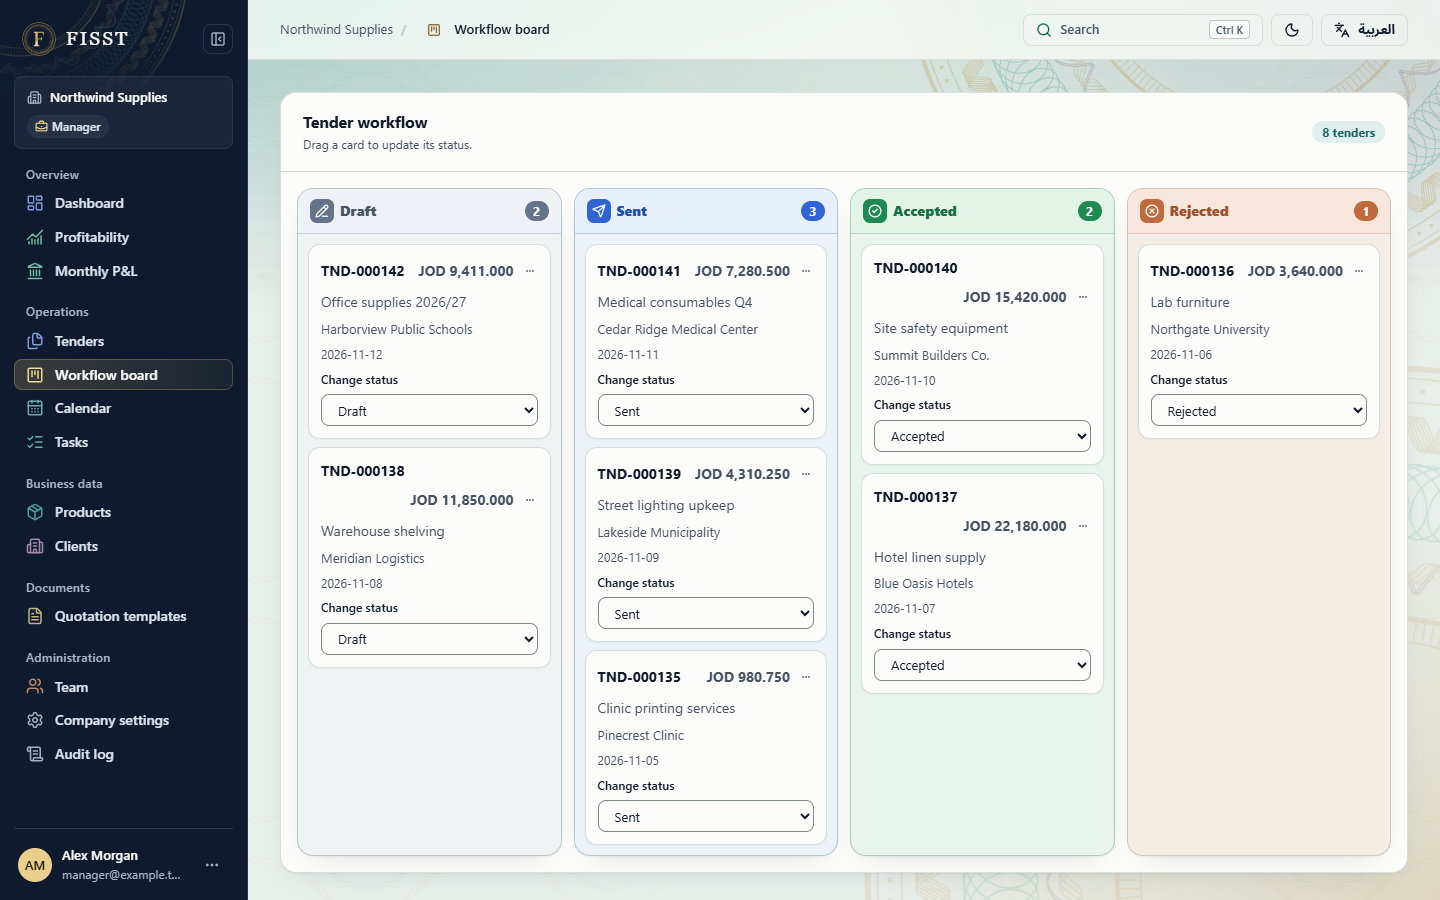 FISST
Northwind Supplies
Manager
Overview
Dashboard
Profitability
Monthly P&L
Operations
Tenders
Workflow board
Calendar
Tasks
Business data
Products
Clients
Documents
Quotation templates
Administration
Team
Company settings
Audit log
AM
Alex Morgan
manager@example.t...
Northwind Supplies / Workflow board
Search Ctrl K
العربية
Tender workflow
Drag a card to update its status.
8 tenders
Draft 2
TND-000142 JOD 9,411.000 ...
Office supplies 2026/27
Harborview Public Schools
2026-11-12
Change status
Draft
TND-000138
JOD 11,850.000 ...
Warehouse shelving
Meridian Logistics
2026-11-08
Change status
Draft
Sent 3
TND-000141 JOD 7,280.500 ...
Medical consumables Q4
Cedar Ridge Medical Center
2026-11-11
Change status
Sent
TND-000139 JOD 4,310.250 ...
Street lighting upkeep
Lakeside Municipality
2026-11-09
Change status
Sent
TND-000135 JOD 980.750 ...
Clinic printing services
Pinecrest Clinic
2026-11-05
Change status
Sent
Accepted 2
TND-000140
JOD 15,420.000 ...
Site safety equipment
Summit Builders Co.
2026-11-10
Change status
Accepted
TND-000137
JOD 22,180.000 ...
Hotel linen supply
Blue Oasis Hotels
2026-11-07
Change status
Accepted
Rejected 1
TND-000136 JOD 3,640.000 ...
Lab furniture
Northgate University
2026-11-06
Change status
Rejected